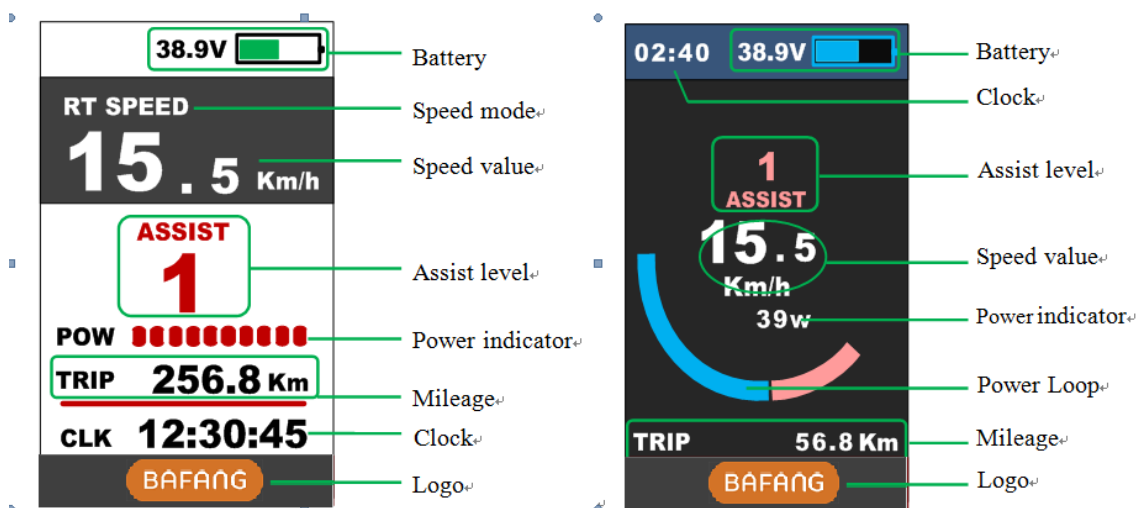 38.9V
Battery
RT SPEED
Speed mode
15.5 Km/h
Speed value
ASSIST
1
Assist level
POW
Power indicator
TRIP 256.8 Km
Mileage
CLK 12:30:45
Clock
BAFANG
Logo
02:40 38.9V
Battery
Clock
1
ASSIST
Assist level
15.5
Km/h
Speed value
39w
Power indicator
Power Loop
TRIP 56.8 Km
Mileage
BAFANG
Logo